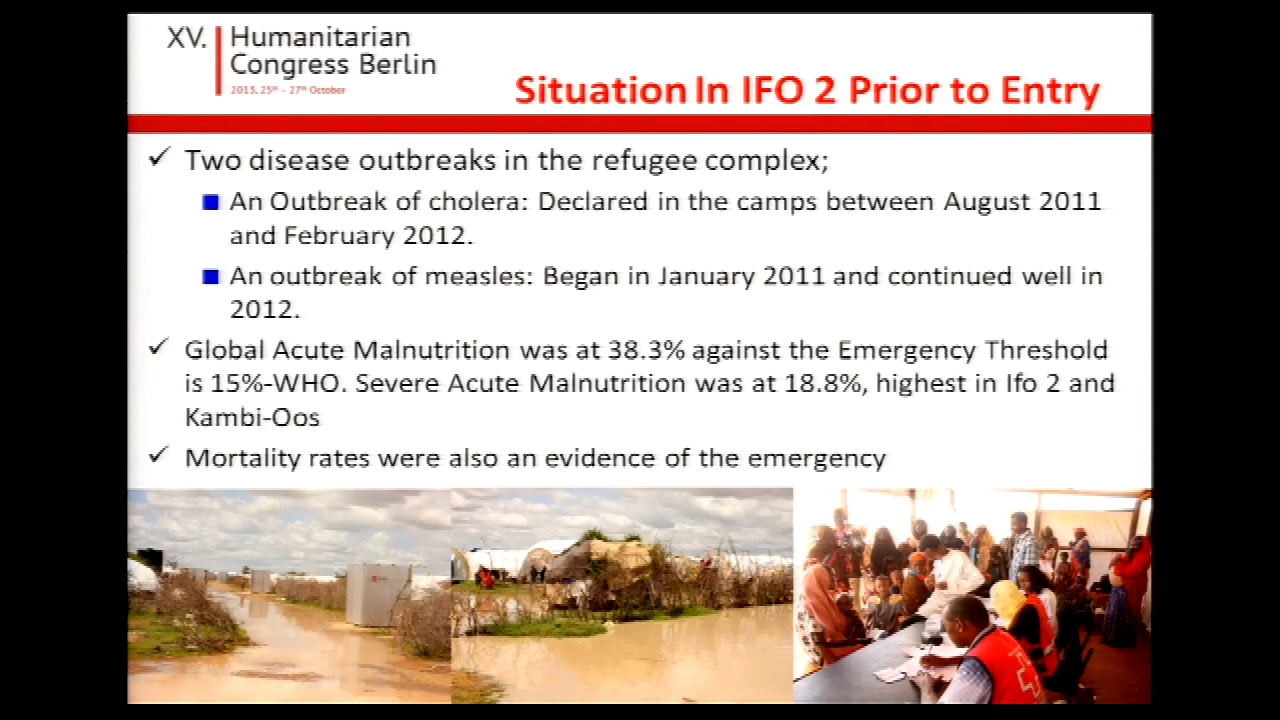 XV.
Humanitarian
Congress Berlin
2013, 25th – 27th October
Situation In IFO 2 Prior to Entry
✓ Two disease outbreaks in the refugee complex;
■ An Outbreak of cholera: Declared in the camps between August 2011
and February 2012.
■ An outbreak of measles: Began in January 2011 and continued well in
2012.
✓ Global Acute Malnutrition was at 38.3% against the Emergency Threshold
is 15%-WHO. Severe Acute Malnutrition was at 18.8%, highest in Ifo 2 and
Kambi-Oos
✓ Mortality rates were also an evidence of the emergency